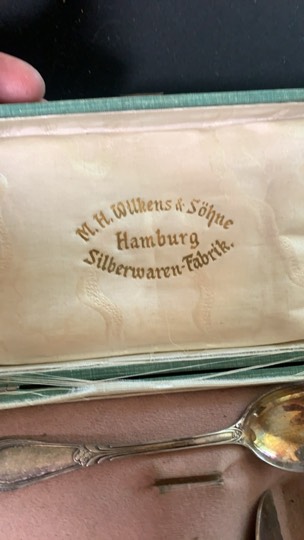 M. H. Wilkens & Söhne
Hamburg
Silberwaren-Fabrik.